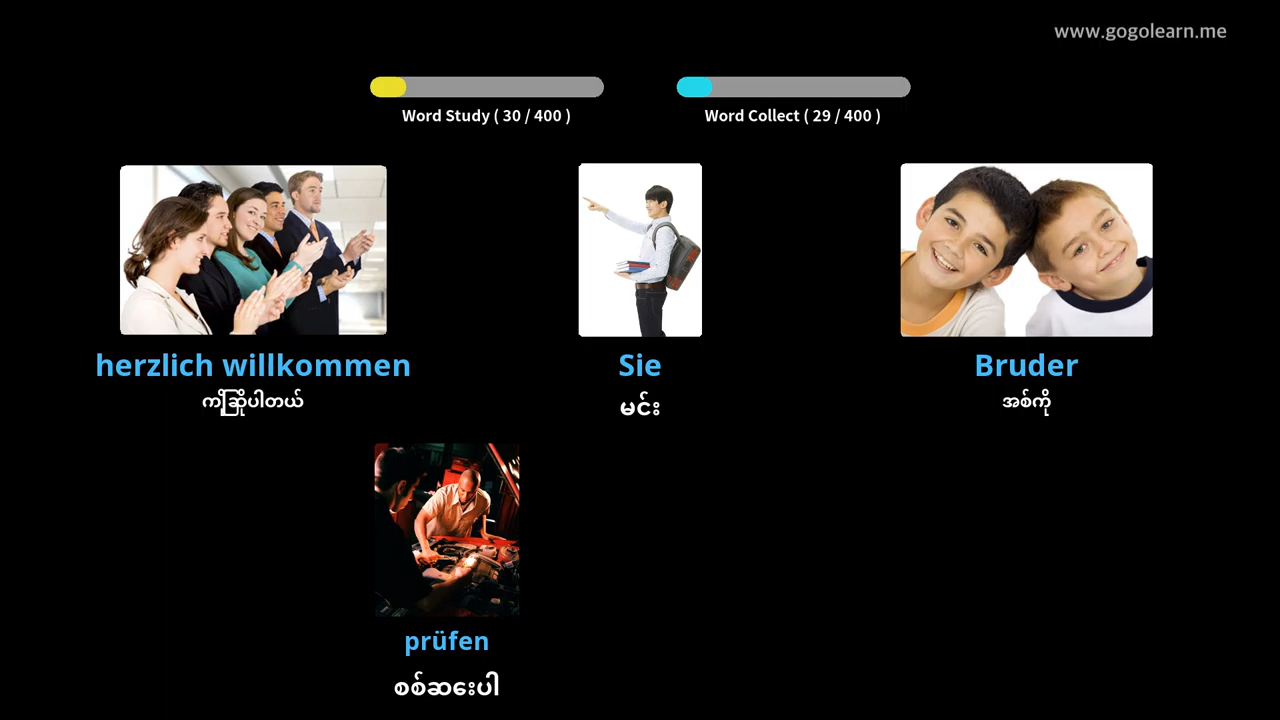 www.gogolearn.me
Word Study ( 30 / 400 )
Word Collect ( 29 / 400 )
herzlich willkommen
Sie
Bruder
ကြိုဆိုပါတယ်
မင်း
အစ်ကို
prüfen
စစ်ဆေးပါ